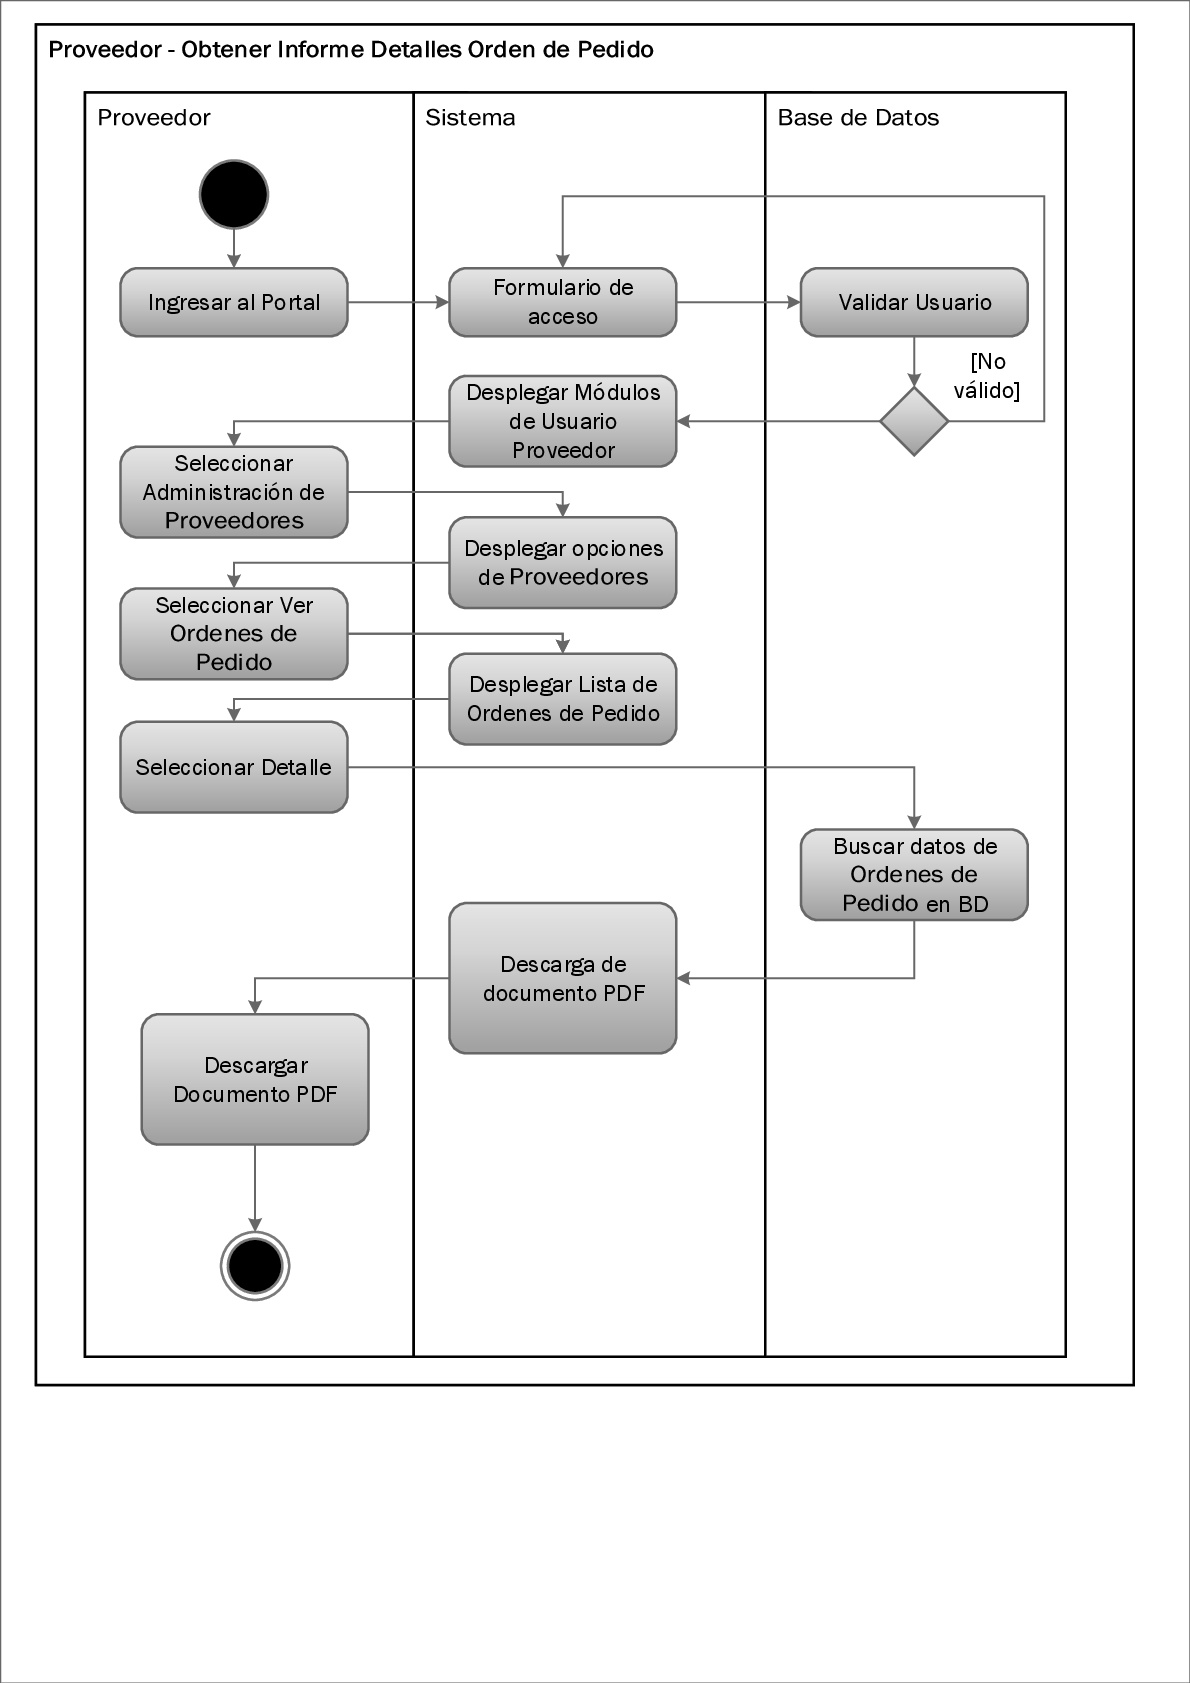 Proveedor - Obtener Informe Detalles Orden de Pedido
Proveedor
Sistema
Base de Datos
Ingresar al Portal
Formulario de
acceso
Validar Usuario
[No
válido]
Desplegar Módulos
de Usuario
Proveedor
Seleccionar
Administración de
Proveedores
Desplegar opciones
de Proveedores
Seleccionar Ver
Ordenes de
Pedido
Desplegar Lista de
Ordenes de Pedido
Seleccionar Detalle
Buscar datos de
Ordenes de
Pedido en BD
Descarga de
documento PDF
Descargar
Documento PDF